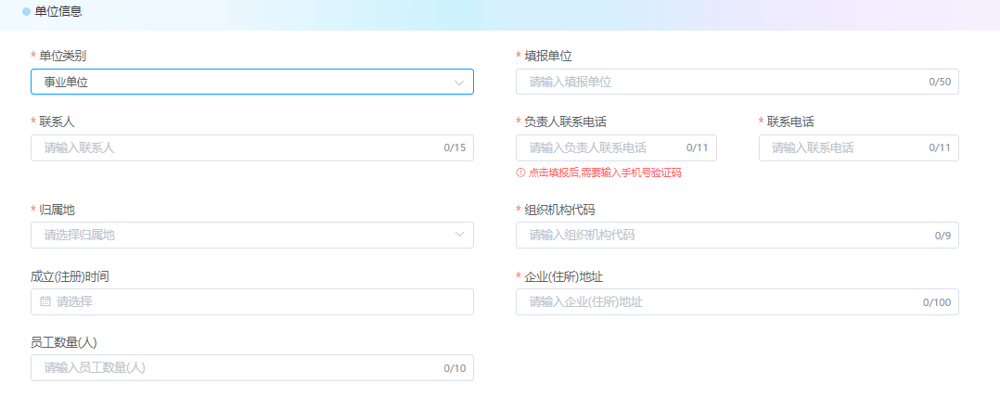 单位信息
* 单位类别
* 填报单位
事业单位
请输入填报单位 0/50
* 联系人
* 负责人联系电话
* 联系电话
请输入联系人 0/15
请输入负责人联系电话 0/11
请输入联系电话 0/11
点击填报后,需要输入手机号验证码
* 归属地
* 组织机构代码
请选择归属地
请输入组织机构代码 0/9
成立(注册)时间
* 企业(住所)地址
请选择
请输入企业(住所)地址 0/100
员工数量(人)
请输入员工数量(人) 0/10